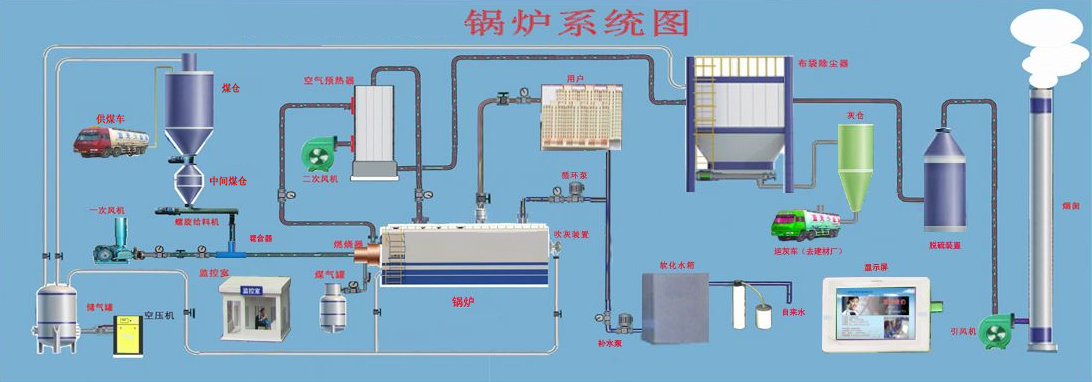 锅炉系统图
空气预热器
用户
布袋除尘器
煤仓
供煤车
灰仓
二次风机
循环泵
中间煤仓
一次风机
螺旋给料机
混合器
燃烧器
吹灰装置
运灰车（去建材厂）
脱硫装置
烟囱
监控室
监控室
煤气罐
锅炉
软化水箱
显示屏
储气罐
空压机
自来水
补水泵
引风机